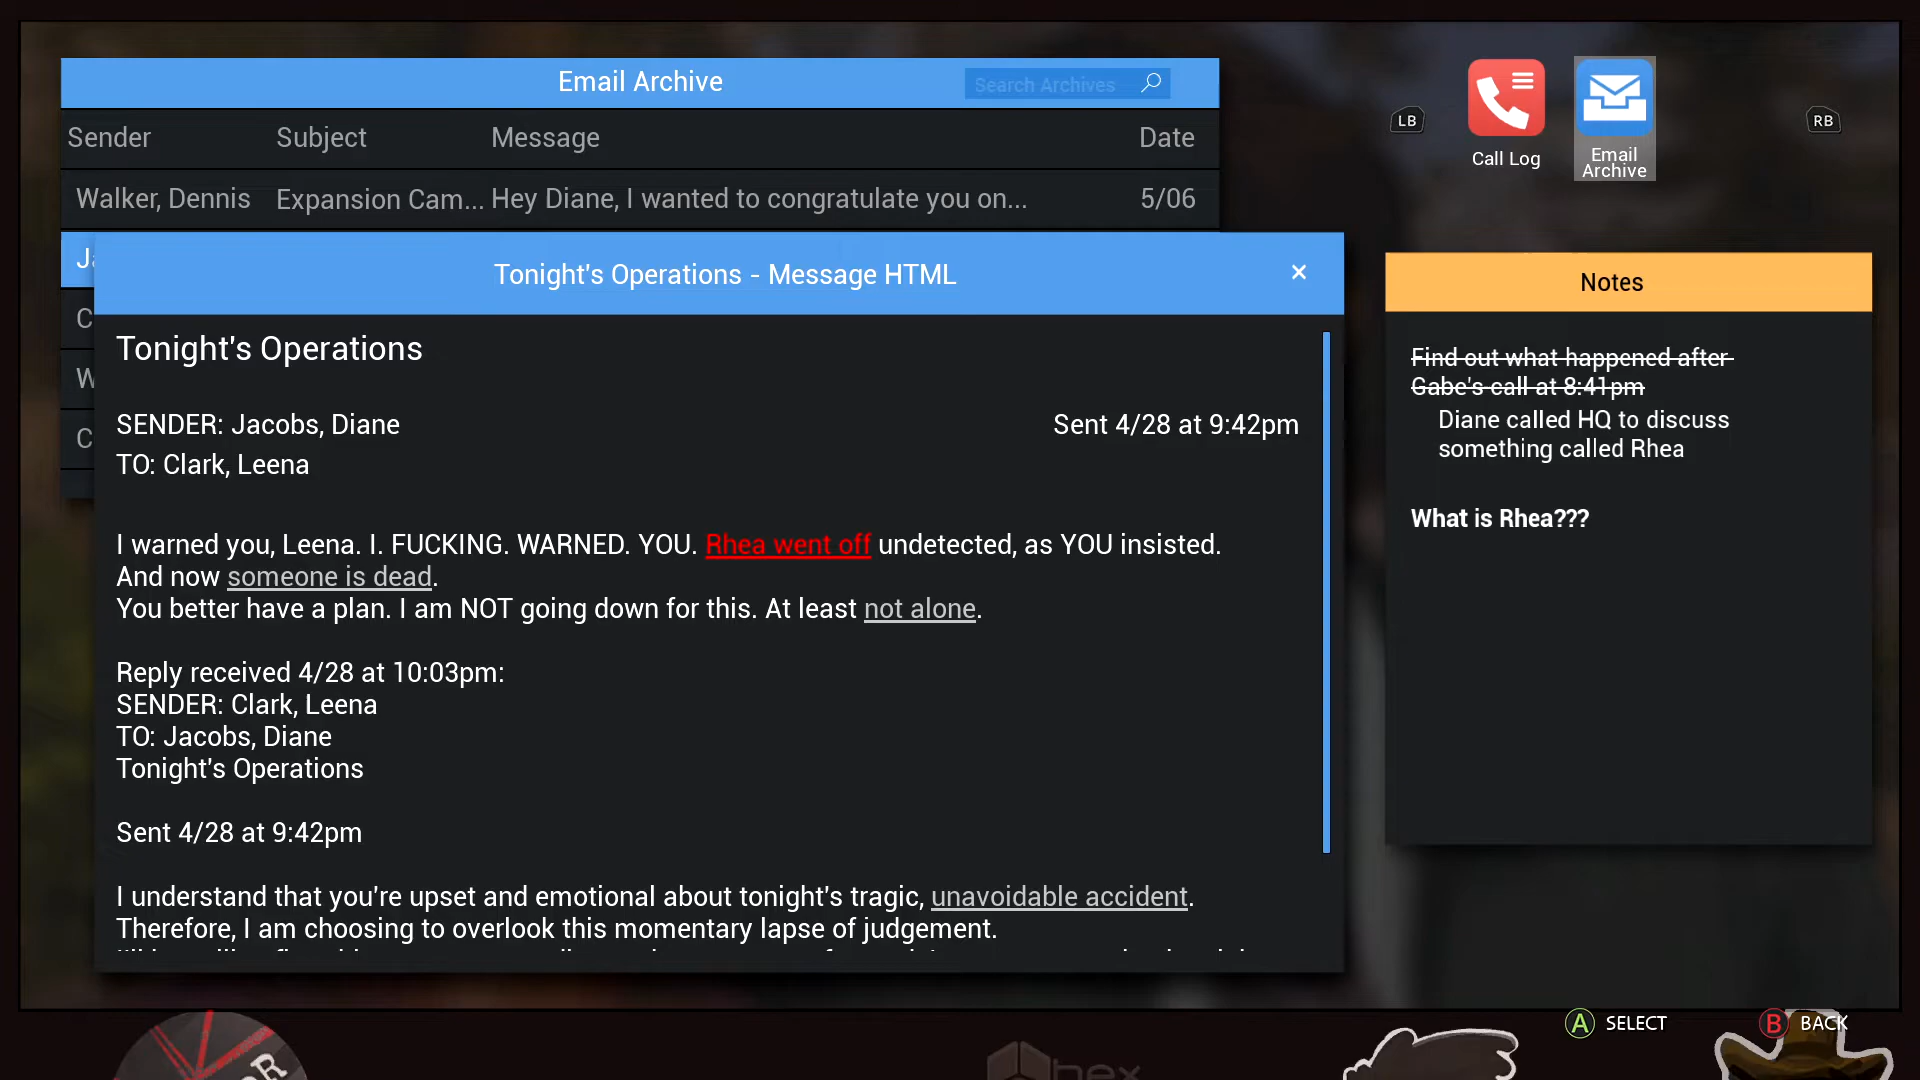 Email Archive
Search Archives
Sender Subject Message Date
Walker, Dennis Expansion Cam... Hey Diane, I wanted to congratulate you on... 5/06
Tonight's Operations - Message HTML ×
Tonight's Operations
SENDER: Jacobs, Diane Sent 4/28 at 9:42pm
TO: Clark, Leena
I warned you, Leena. I. FUCKING. WARNED. YOU. Rhea went off undetected, as YOU insisted.
And now someone is dead.
You better have a plan. I am NOT going down for this. At least not alone.
Reply received 4/28 at 10:03pm:
SENDER: Clark, Leena
TO: Jacobs, Diane
Tonight's Operations
Sent 4/28 at 9:42pm
I understand that you're upset and emotional about tonight's tragic, unavoidable accident.
Therefore, I am choosing to overlook this momentary lapse of judgement.
LB
Call Log
Email
Archive
RB
Notes
Find out what happened after
Gabe's call at 8:41pm
Diane called HQ to discuss
something called Rhea
What is Rhea???
A SELECT
B BACK
hex